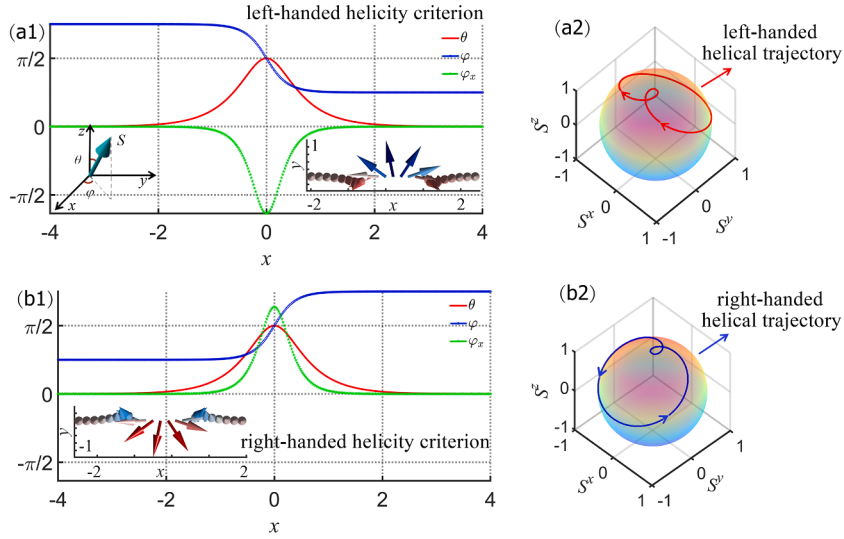 left-handed helicity criterion
(a1)
π/2
0
-π/2
θ
φ
φx
z
S
θ
y
φ
x
1
y
-2
x
2
-4
-2
0
2
4
x
(a2)
left-handed
helical trajectory
1
0
-1
-1
0
1
1
0
-1
S^z
S^x
S^y
(b1)
π/2
0
-π/2
θ
φ
φx
y
-1
-2
x
2
right-handed helicity criterion
-4
-2
0
2
4
x
(b2)
right-handed
helical trajectory
1
0
-1
-1
0
1
1
0
-1
S^z
S^x
S^y